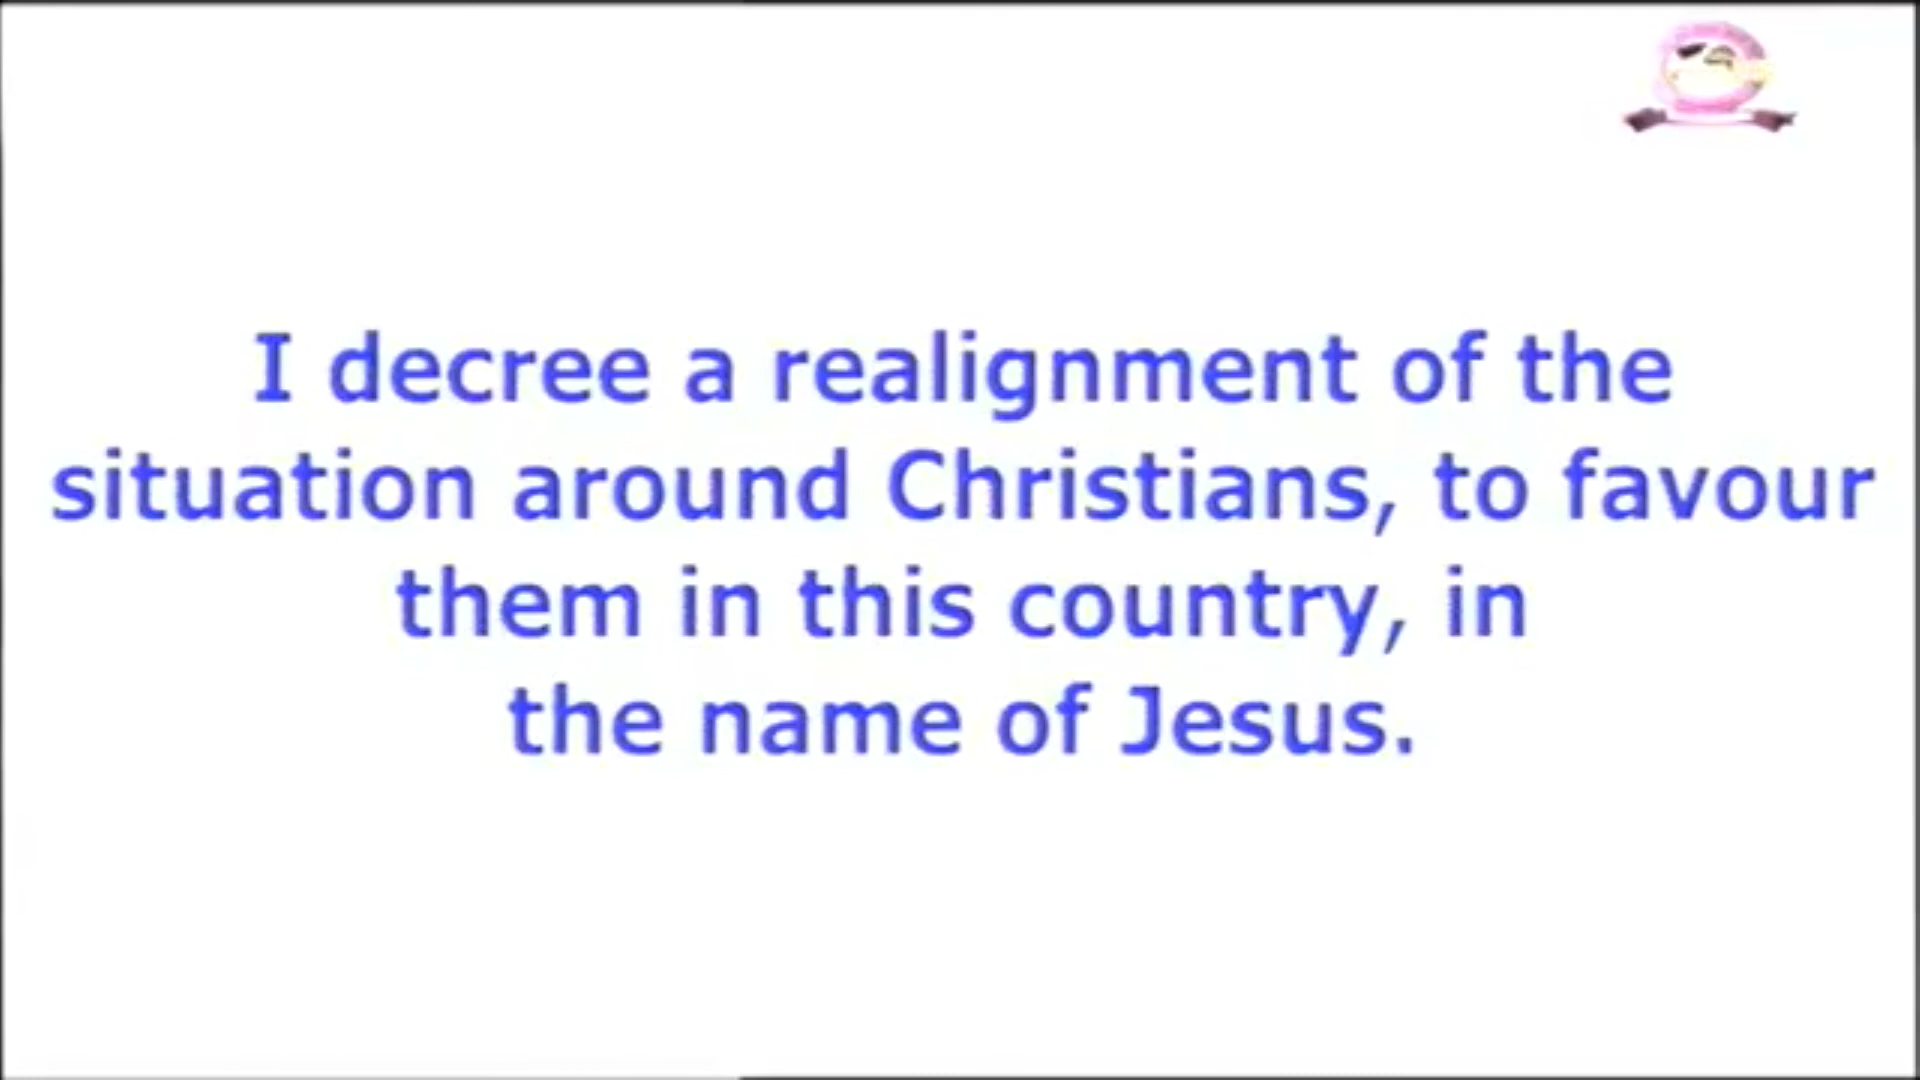 I decree a realignment of the
situation around Christians, to favour
them in this country, in
the name of Jesus.